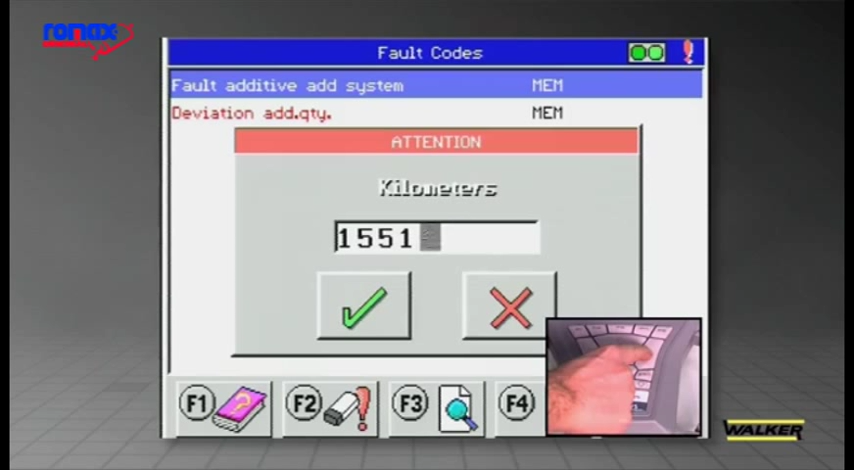 romax
Fault Codes
Fault additive add system MEM
Deviation add.qty. MEM
ATTENTION
Kilometers
1551
F1 ?
F2 !
F3
F4
WALKER